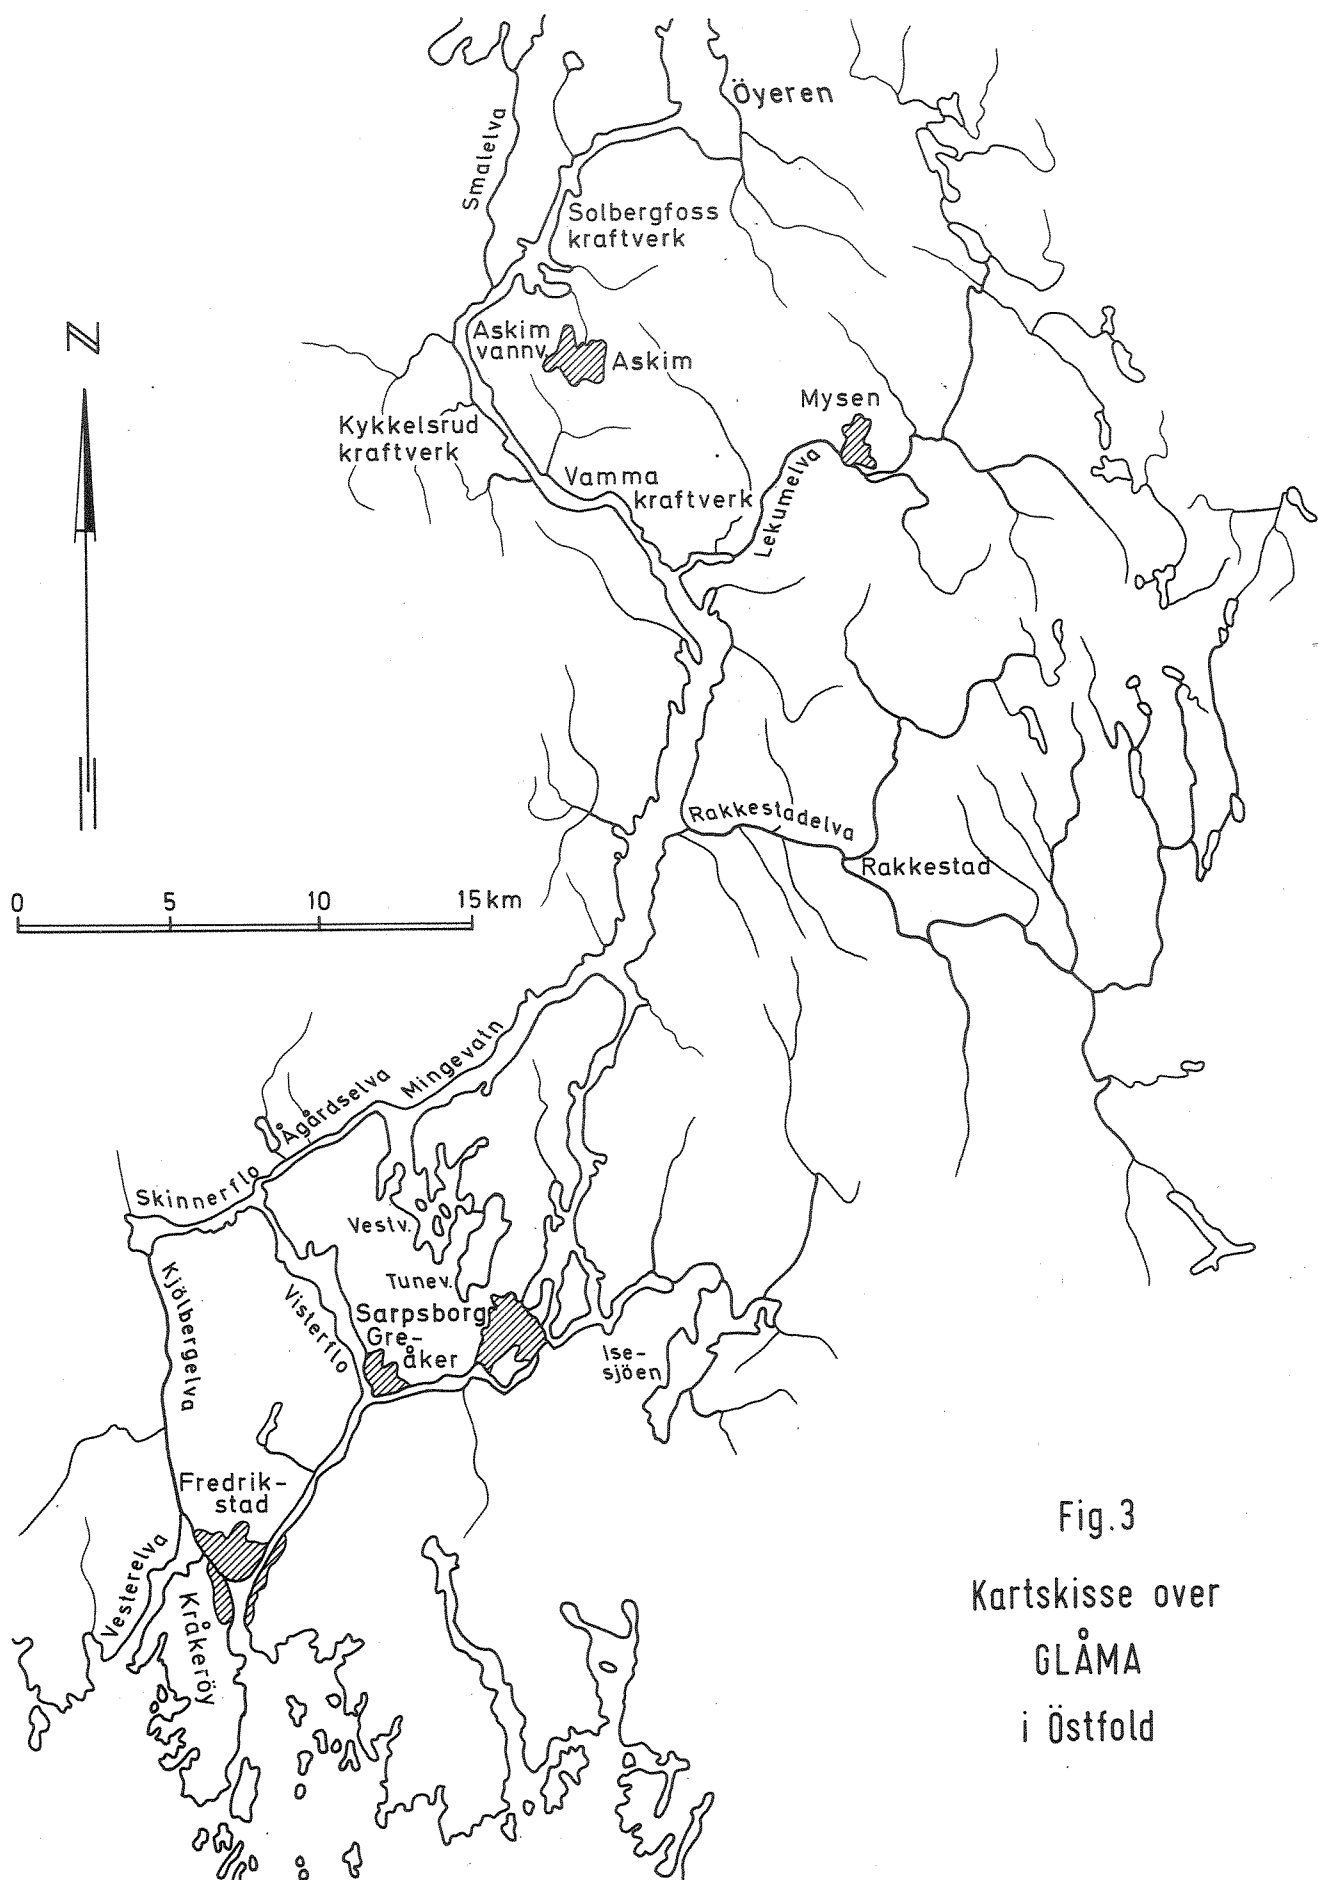 Öyeren
Smalelva
Solbergfoss
kraftverk
N
Askim
vannv.
Askim
Mysen
Kykkelsrud
kraftverk
Vamma
kraftverk
Lekumelva
Rakkestadelva
Rakkestad
0 5 10 15 km
Mingevatn
Ågårdselva
Skinnerflo
Vestv.
Tunev.
Kjölbergelva
Visterflo
Sarpsborg
Gre-
åker
Ise-
sjöen
Fredrik-
stad
Vesterelva
Kråkeröy
Fig.3
Kartskisse over
GLÅMA
i Östfold